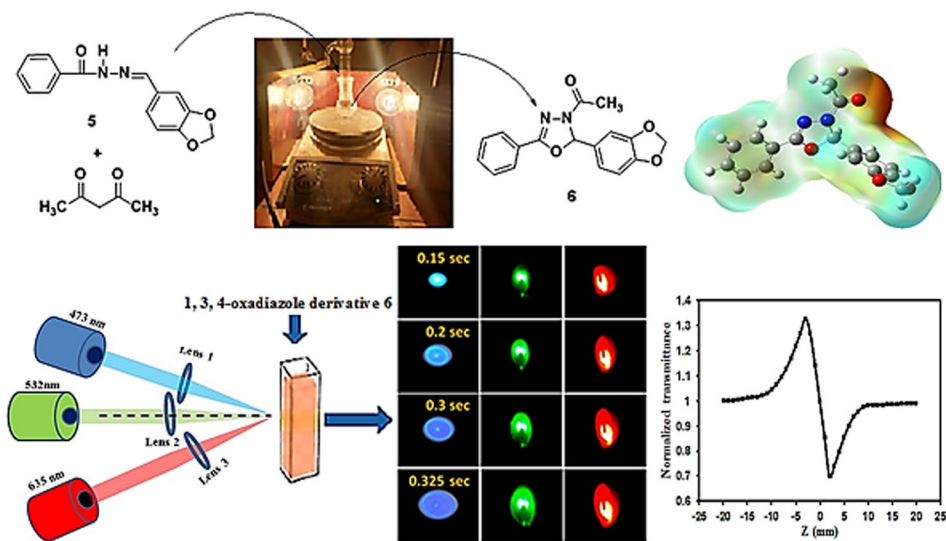 O
H
N
N
O
O
5
+
O
O
H₃C
CH₃
O
CH₃
N-N
O
O
O
6
473 nm
Lens 1
532nm
Lens 2
635 nm
Lens 3
1, 3, 4-oxadiazole derivative 6
0.15 sec
0.2 sec
0.3 sec
0.325 sec
Normalized transmittance
1.4
1.3
1.2
1.1
1
0.9
0.8
0.7
0.6
-25 -20 -15 -10 -5 0 5 10 15 20 25
Z (mm)